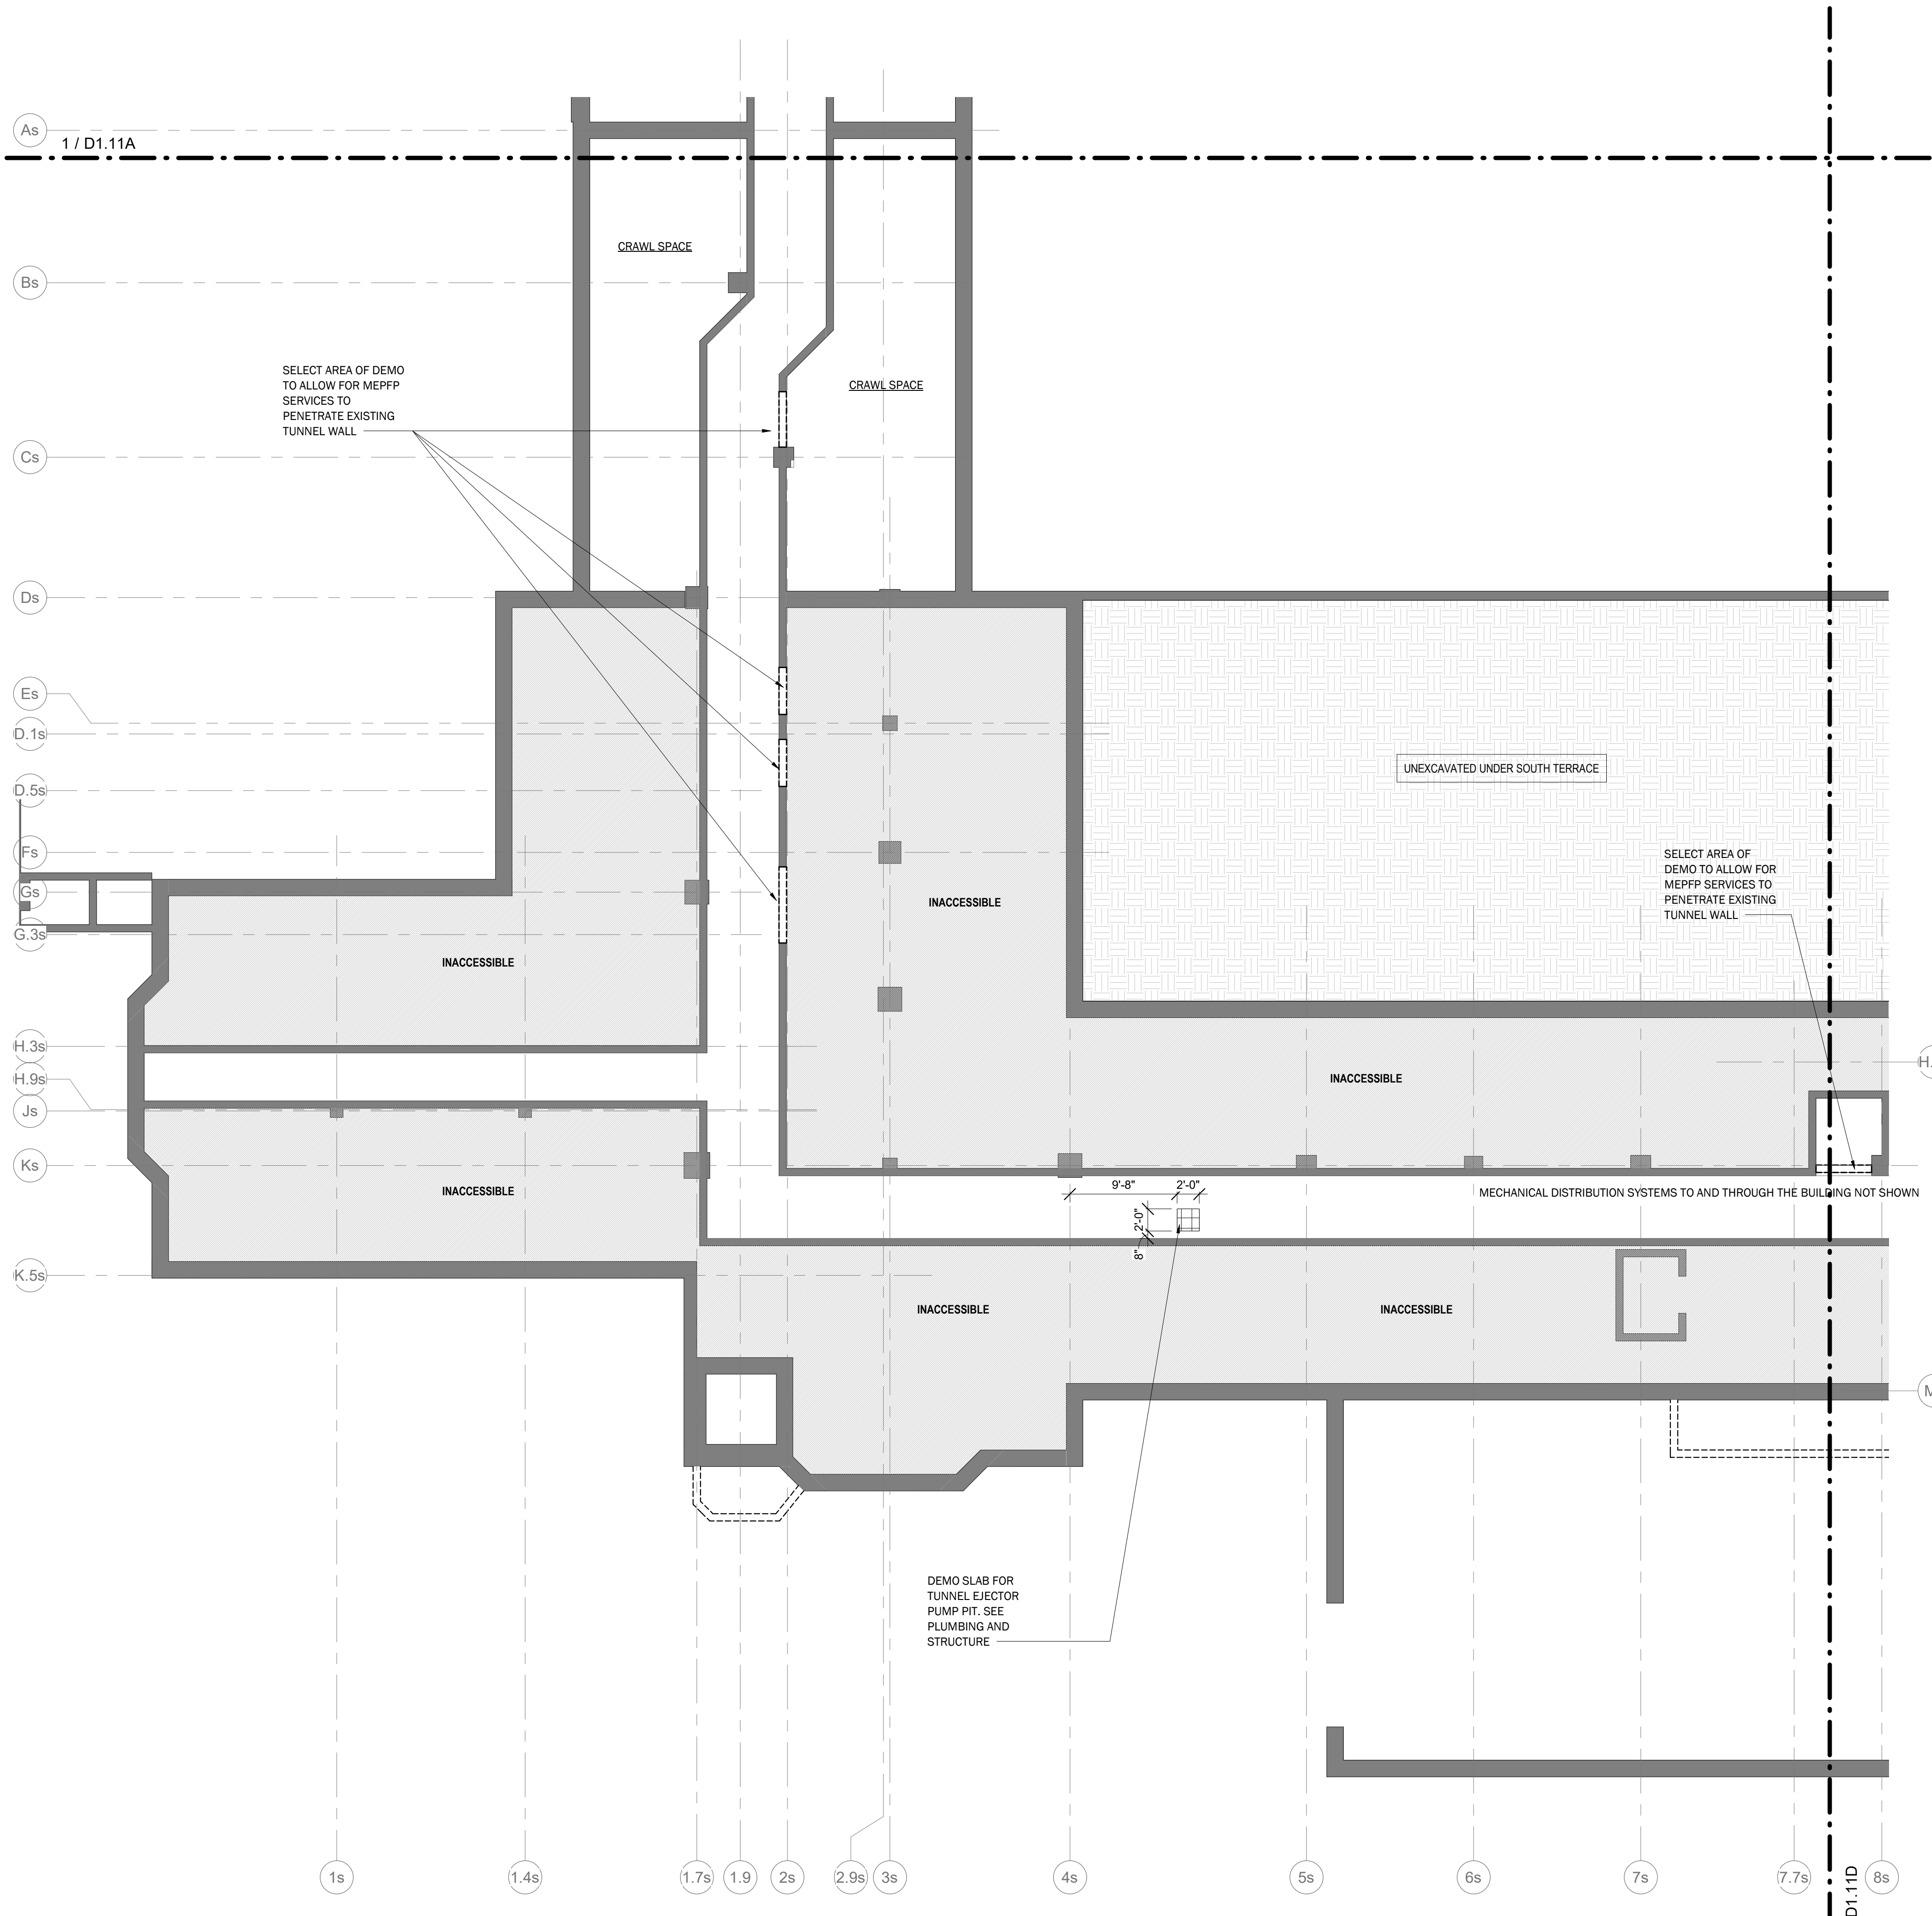 As
1 / D1.11A
CRAWL SPACE
Bs
SELECT AREA OF DEMO
TO ALLOW FOR MEPFP
SERVICES TO
PENETRATE EXISTING
TUNNEL WALL
CRAWL SPACE
Cs
Ds
Es
D.1s
UNEXCAVATED UNDER SOUTH TERRACE
D.5s
Fs
SELECT AREA OF
DEMO TO ALLOW FOR
MEPFP SERVICES TO
PENETRATE EXISTING
TUNNEL WALL
Gs
INACCESSIBLE
G.3s
INACCESSIBLE
H.3s
H.
H.9s
INACCESSIBLE
Js
Ks
INACCESSIBLE
9'-8"
2'-0"
MECHANICAL DISTRIBUTION SYSTEMS TO AND THROUGH THE BUILDING NOT SHOWN
2'-0"
8"
K.5s
INACCESSIBLE
INACCESSIBLE
DEMO SLAB FOR
TUNNEL EJECTOR
PUMP PIT. SEE
PLUMBING AND
STRUCTURE
1s
1.4s
1.7s
1.9
2s
2.9s
3s
4s
5s
6s
7s
7.7s
D1.11D
8s